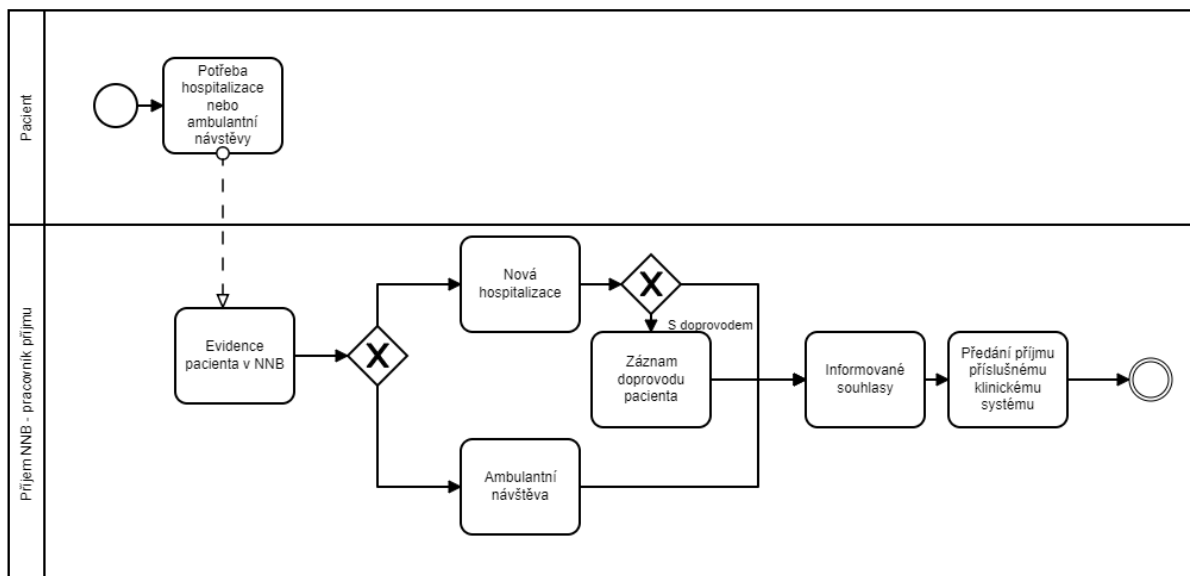 Pacient
Potřeba
hospitalizace
nebo
ambulantní
návstěvy
Příjem NNB - pracovník příjmu
Evidence
pacienta v NNB
Nová
hospitalizace
S doprovodem
Záznam
doprovodu
pacienta
Ambulantní
návštěva
Informované
souhlasy
Předání příjmu
příslušnému
klinickému
systému